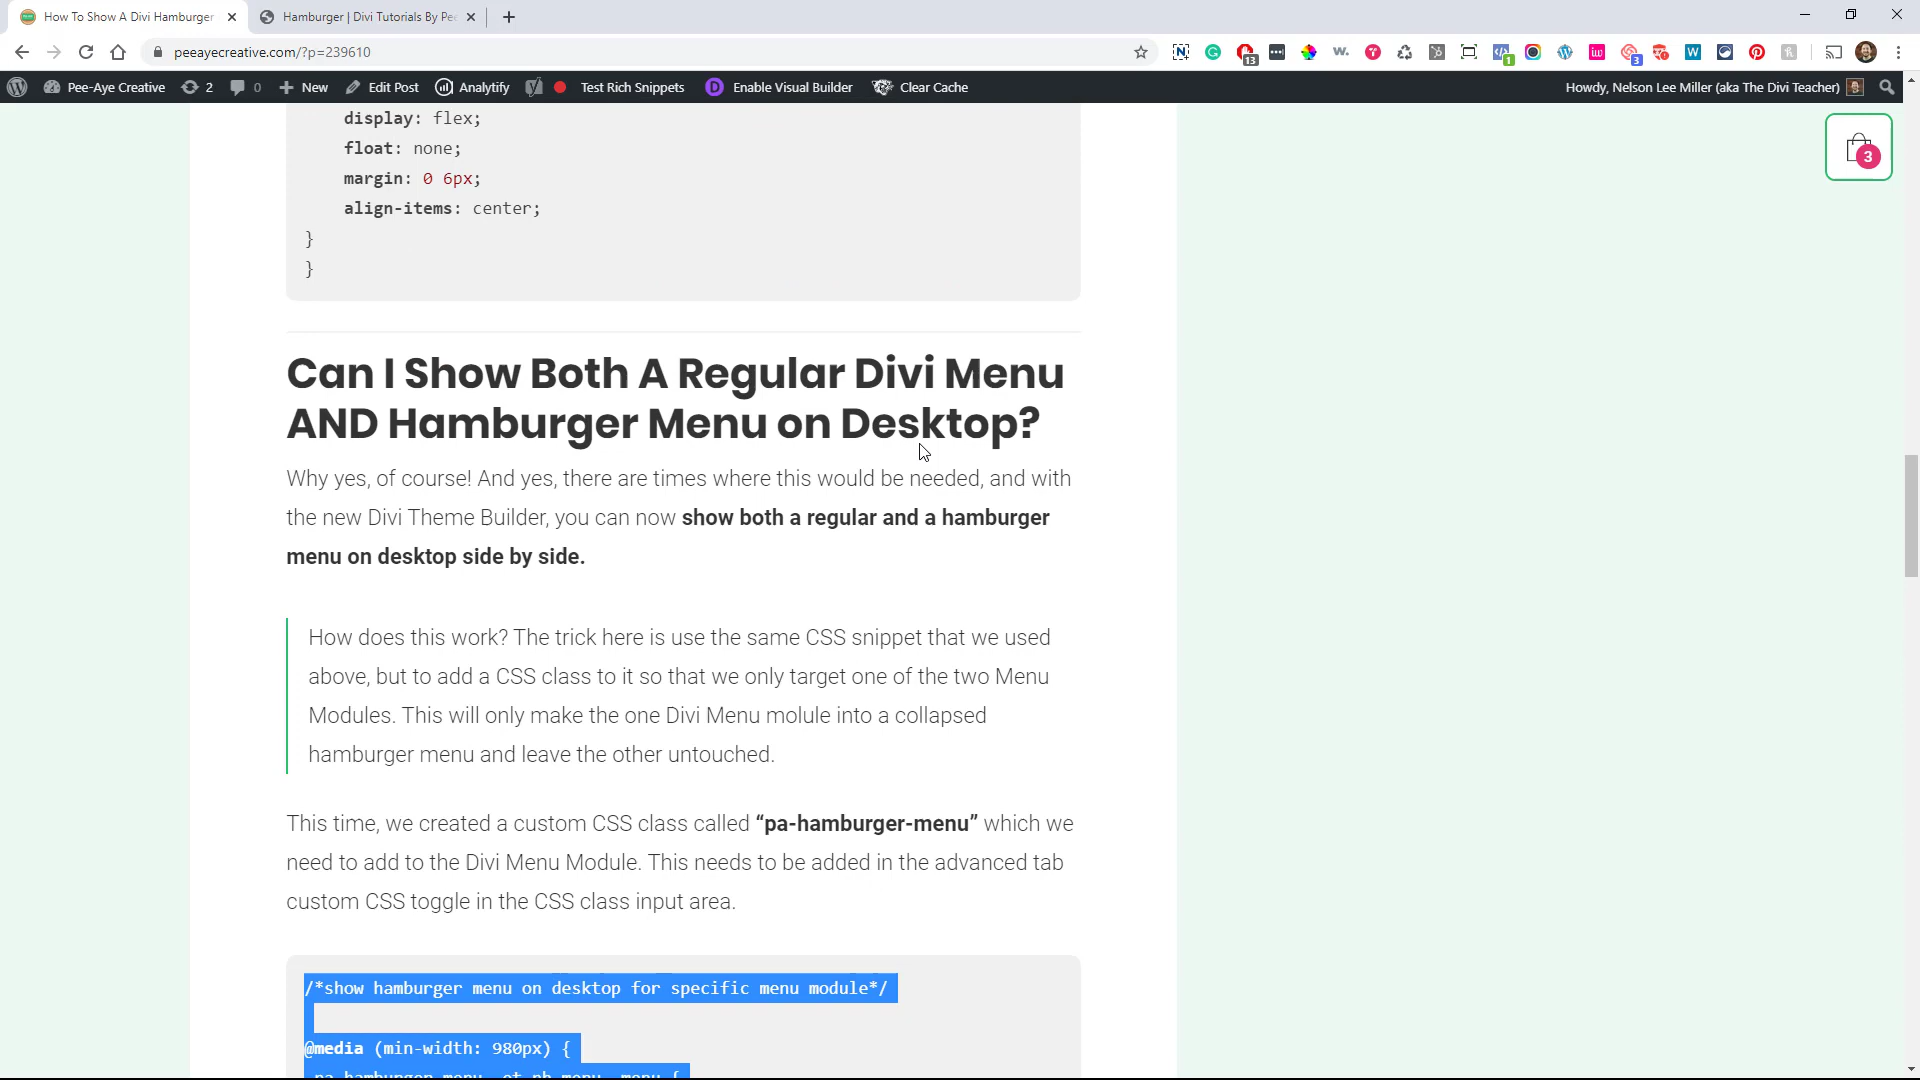 How To Show A Divi Hamburger
Hamburger | Divi Tutorials By Pee
peeayecreative.com/?p=239610
13
1
3
Pee-Aye Creative
2
0
New
Edit Post
Analytify
Test Rich Snippets
Enable Visual Builder
Clear Cache
Howdy, Nelson Lee Miller (aka The Divi Teacher)
3
display: flex;
float: none;
margin: 0 6px;
align-items: center;
}
}
Can I Show Both A Regular Divi Menu
AND Hamburger Menu on Desktop?
Why yes, of course! And yes, there are times where this would be needed, and with
the new Divi Theme Builder, you can now show both a regular and a hamburger
menu on desktop side by side.
How does this work? The trick here is use the same CSS snippet that we used
above, but to add a CSS class to it so that we only target one of the two Menu
Modules. This will only make the one Divi Menu molule into a collapsed
hamburger menu and leave the other untouched.
This time, we created a custom CSS class called “pa-hamburger-menu” which we
need to add to the Divi Menu Module. This needs to be added in the advanced tab
custom CSS toggle in the CSS class input area.
/*show hamburger menu on desktop for specific menu module*/
@media (min-width: 980px) {